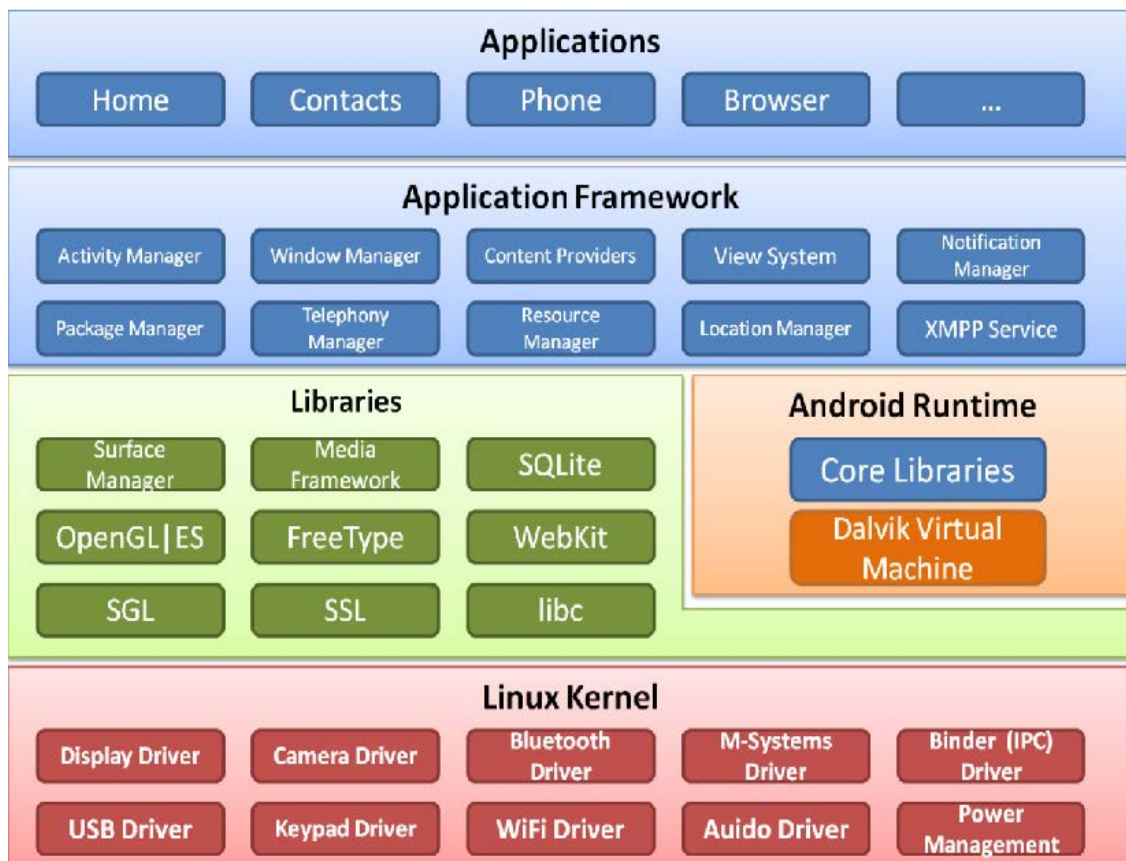 Applications
Home
Contacts
Phone
Browser
...
Application Framework
Activity Manager
Window Manager
Content Providers
View System
Notification
Manager
Package Manager
Telephony
Manager
Resource
Manager
Location Manager
XMPP Service
Libraries
Surface
Manager
Media
Framework
SQLite
OpenGL|ES
FreeType
WebKit
SGL
SSL
libc
Android Runtime
Core Libraries
Dalvik Virtual
Machine
Linux Kernel
Display Driver
Camera Driver
Bluetooth
Driver
M-Systems
Driver
Binder (IPC)
Driver
USB Driver
Keypad Driver
WiFi Driver
Auido Driver
Power
Management